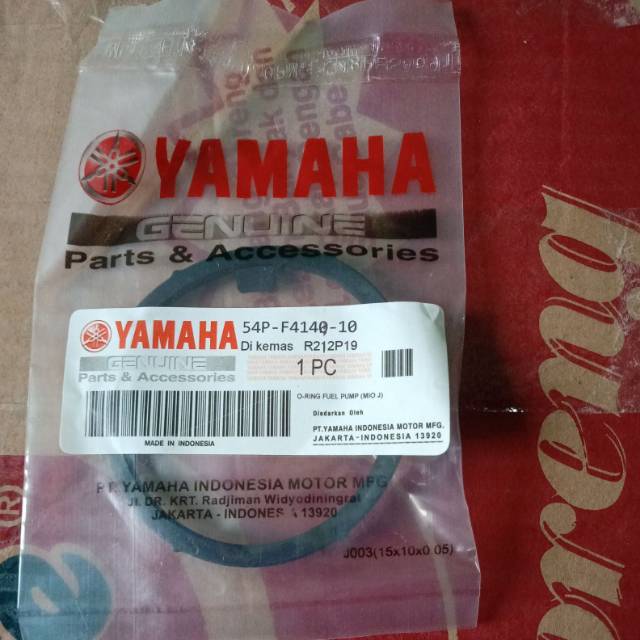 YAMAHA
GENUINE
Parts & Accessories
YAMAHA
GENUINE
Parts & Accessories
54P-F4140-10
Di kemas R212P19
1 PC
O-RING FUEL PUMP (MIO J)
Diedarkan Oleh
PT.YAMAHA INDONESIA MOTOR MFG.
JAKARTA-INDONESIA 13920
MADE IN INDONESIA
PT. YAMAHA INDONESIA MOTOR MFG
JL. DR. KRT. Radjiman Widyodiningrat
JAKARTA - INDONESIA 13920
J003(15x10x0.05)
(R)
oreno